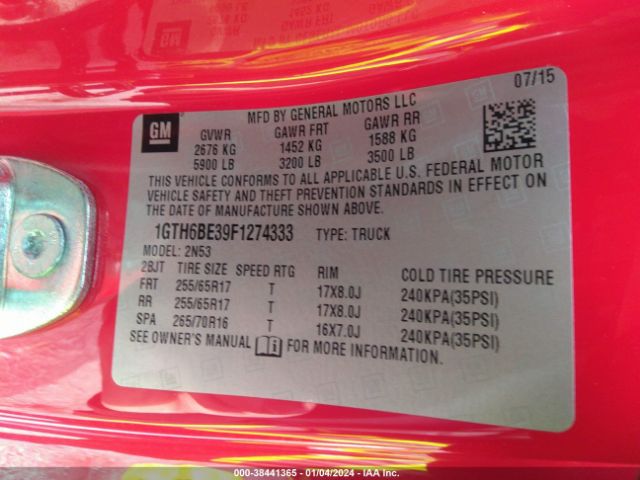 07/15
MFD BY GENERAL MOTORS LLC
GM
GVWR GAWR FRT GAWR RR
2676 KG 1452 KG 1588 KG
5900 LB 3200 LB 3500 LB
THIS VEHICLE CONFORMS TO ALL APPLICABLE U.S. FEDERAL MOTOR
VEHICLE SAFETY AND THEFT PREVENTION STANDARDS IN EFFECT ON
THE DATE OF MANUFACTURE SHOWN ABOVE.
1GTH6BE39F1274333 TYPE: TRUCK
MODEL: 2N53
2BJT TIRE SIZE SPEED RTG RIM COLD TIRE PRESSURE
FRT 255/65R17 T 17X8.0J 240KPA(35PSI)
RR 255/65R17 T 17X8.0J 240KPA(35PSI)
SPA 265/70R16 T 16X7.0J 240KPA(35PSI)
SEE OWNER'S MANUAL FOR MORE INFORMATION.
000-38441365 - 01/04/2024 - IAA Inc.